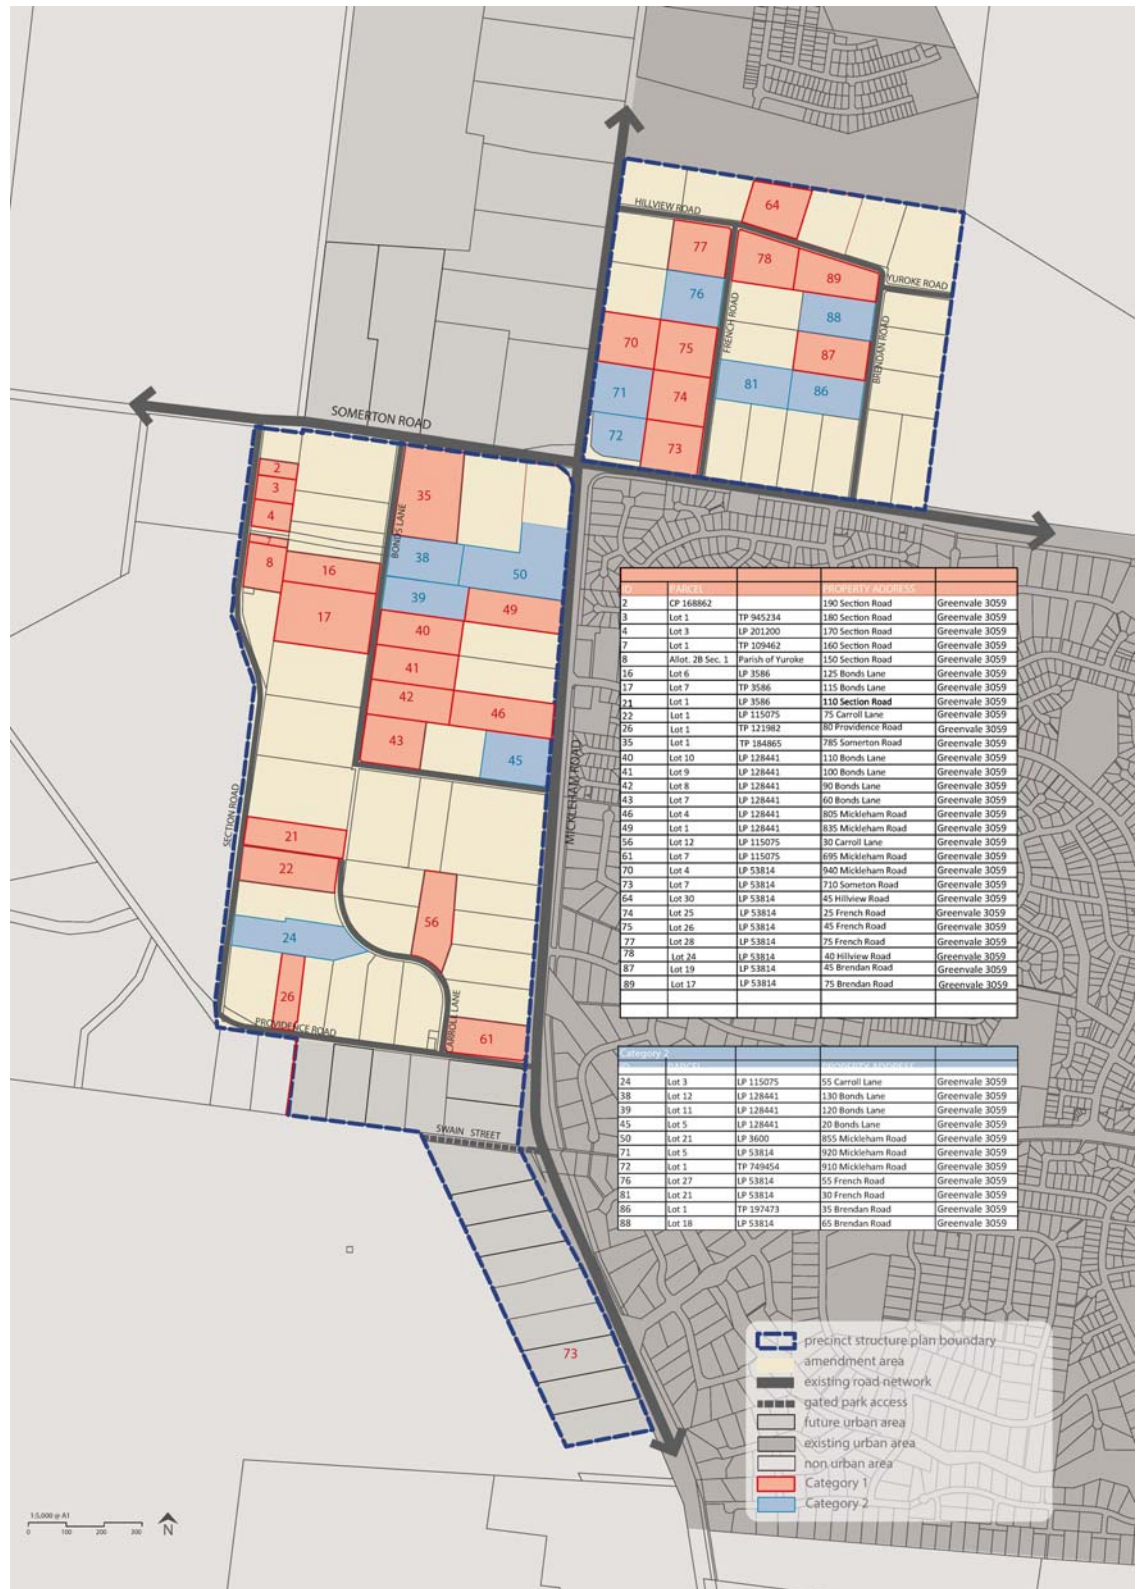 64
HILLVIEW ROAD
77
78
89
YUROKE ROAD
76
88
FRENCH ROAD
BRENDAN ROAD
70
75
87
71
81
86
74
72
73
SOMERTON ROAD
2
3
4
7
8
35
BONDS LANE
38
50
16
39
49
17
40
41
42
46
43
45
MICKLEHAM ROAD
SECTION ROAD
21
22
56
24
26
PROVIDENCE ROAD
CARROLL LANE
61
SWAIN STREET
73
ID PARCEL PROPERTY ADDRESS
2 CP 168862 190 Section Road Greenvale 3059
3 Lot 1 TP 945234 180 Section Road Greenvale 3059
4 Lot 3 LP 201200 170 Section Road Greenvale 3059
7 Lot 1 TP 109462 160 Section Road Greenvale 3059
8 Allot. 2B Sec. 1 Parish of Yuroke 150 Section Road Greenvale 3059
16 Lot 6 LP 3586 125 Bonds Lane Greenvale 3059
17 Lot 7 TP 3586 115 Bonds Lane Greenvale 3059
21 Lot 1 LP 3586 110 Section Road Greenvale 3059
22 Lot 1 LP 115075 75 Carroll Lane Greenvale 3059
26 Lot 1 TP 121982 80 Providence Road Greenvale 3059
35 Lot 1 TP 184865 785 Somerton Road Greenvale 3059
40 Lot 10 LP 128441 110 Bonds Lane Greenvale 3059
41 Lot 9 LP 128441 100 Bonds Lane Greenvale 3059
42 Lot 8 LP 128441 90 Bonds Lane Greenvale 3059
43 Lot 7 LP 128441 60 Bonds Lane Greenvale 3059
46 Lot 4 LP 128441 805 Mickleham Road Greenvale 3059
49 Lot 1 LP 128441 835 Mickleham Road Greenvale 3059
56 Lot 12 LP 115075 30 Carroll Lane Greenvale 3059
61 Lot 7 LP 115075 695 Mickleham Road Greenvale 3059
70 Lot 4 LP 53814 940 Mickleham Road Greenvale 3059
73 Lot 7 LP 53814 710 Someton Road Greenvale 3059
64 Lot 30 LP 53814 45 Hillview Road Greenvale 3059
74 Lot 25 LP 53814 25 French Road Greenvale 3059
75 Lot 26 LP 53814 45 French Road Greenvale 3059
77 Lot 28 LP 53814 75 French Road Greenvale 3059
78 Lot 24 LP 53814 40 Hillview Road Greenvale 3059
87 Lot 19 LP 53814 45 Brendan Road Greenvale 3059
89 Lot 17 LP 53814 75 Brendan Road Greenvale 3059
Category 2
ID PARCEL PROPERTY ADDRESS
24 Lot 3 LP 115075 55 Carroll Lane Greenvale 3059
38 Lot 12 LP 128441 130 Bonds Lane Greenvale 3059
39 Lot 11 LP 128441 120 Bonds Lane Greenvale 3059
45 Lot 5 LP 128441 20 Bonds Lane Greenvale 3059
50 Lot 21 LP 3600 855 Mickleham Road Greenvale 3059
71 Lot 5 LP 53814 920 Mickleham Road Greenvale 3059
72 Lot 1 TP 749454 910 Mickleham Road Greenvale 3059
76 Lot 27 LP 53814 55 French Road Greenvale 3059
81 Lot 21 LP 53814 30 French Road Greenvale 3059
86 Lot 1 TP 197473 35 Brendan Road Greenvale 3059
88 Lot 18 LP 53814 65 Brendan Road Greenvale 3059
precinct structure plan boundary
amendment area
existing road network
gated park access
future urban area
existing urban area
non urban area
Category 1
Category 2
1:5,000 @ A1
0 100 200 300
N